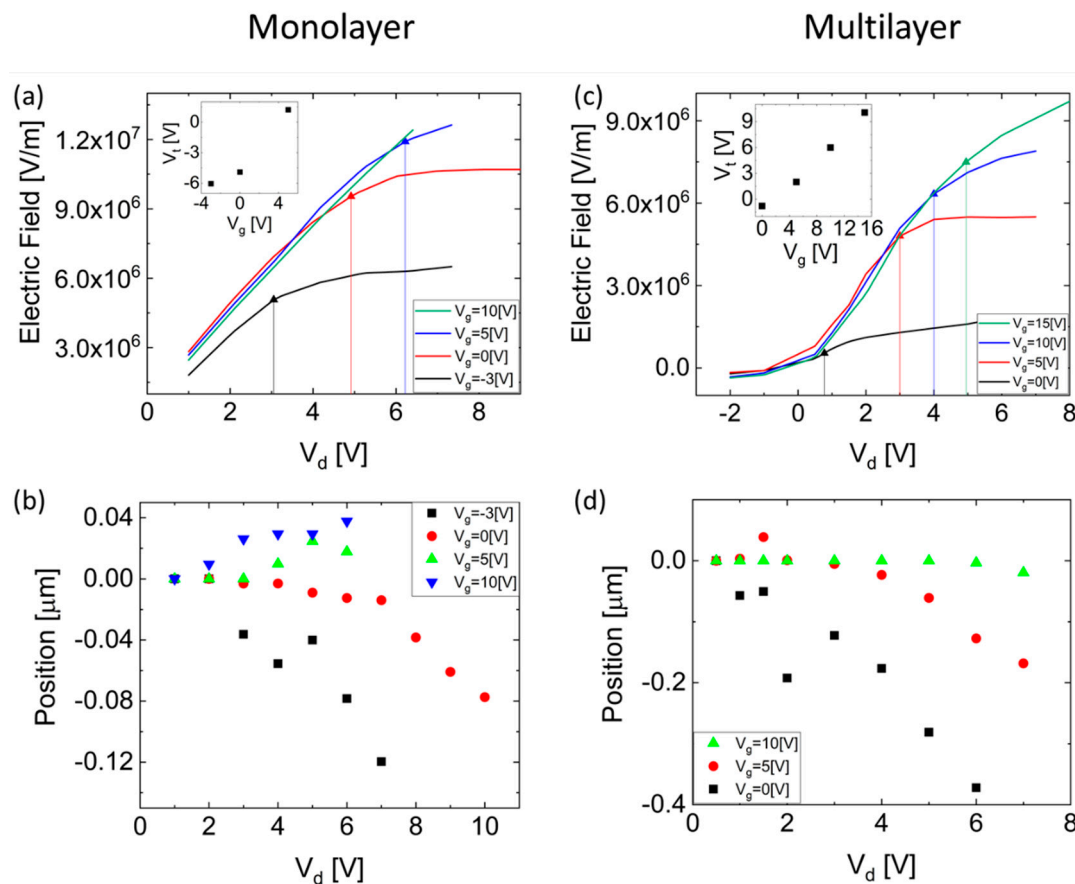 Monolayer
Multilayer
(a)
Electric Field [V/m]
1.2x10⁷
9.0x10⁶
6.0x10⁶
3.0x10⁶
0 2 4 6 8
V_d [V]
V_t [V]
0
-3
-6
-4 0 4
V_g [V]
V_g=10[V]
V_g=5[V]
V_g=0[V]
V_g=-3[V]
(c)
Electric Field [V/m]
9.0x10⁶
6.0x10⁶
3.0x10⁶
0.0
-2 0 2 4 6 8
V_d [V]
V_t [V]
9
6
3
0
0 4 8 12 16
V_g [V]
V_g=15[V]
V_g=10[V]
V_g=5[V]
V_g=0[V]
(b)
Position [μm]
0.04
0.00
-0.04
-0.08
-0.12
0 2 4 6 8 10
V_d [V]
V_g=-3[V]
V_g=0[V]
V_g=5[V]
V_g=10[V]
(d)
Position [μm]
0.0
-0.2
-0.4
0 2 4 6 8
V_d [V]
V_g=10[V]
V_g=5[V]
V_g=0[V]